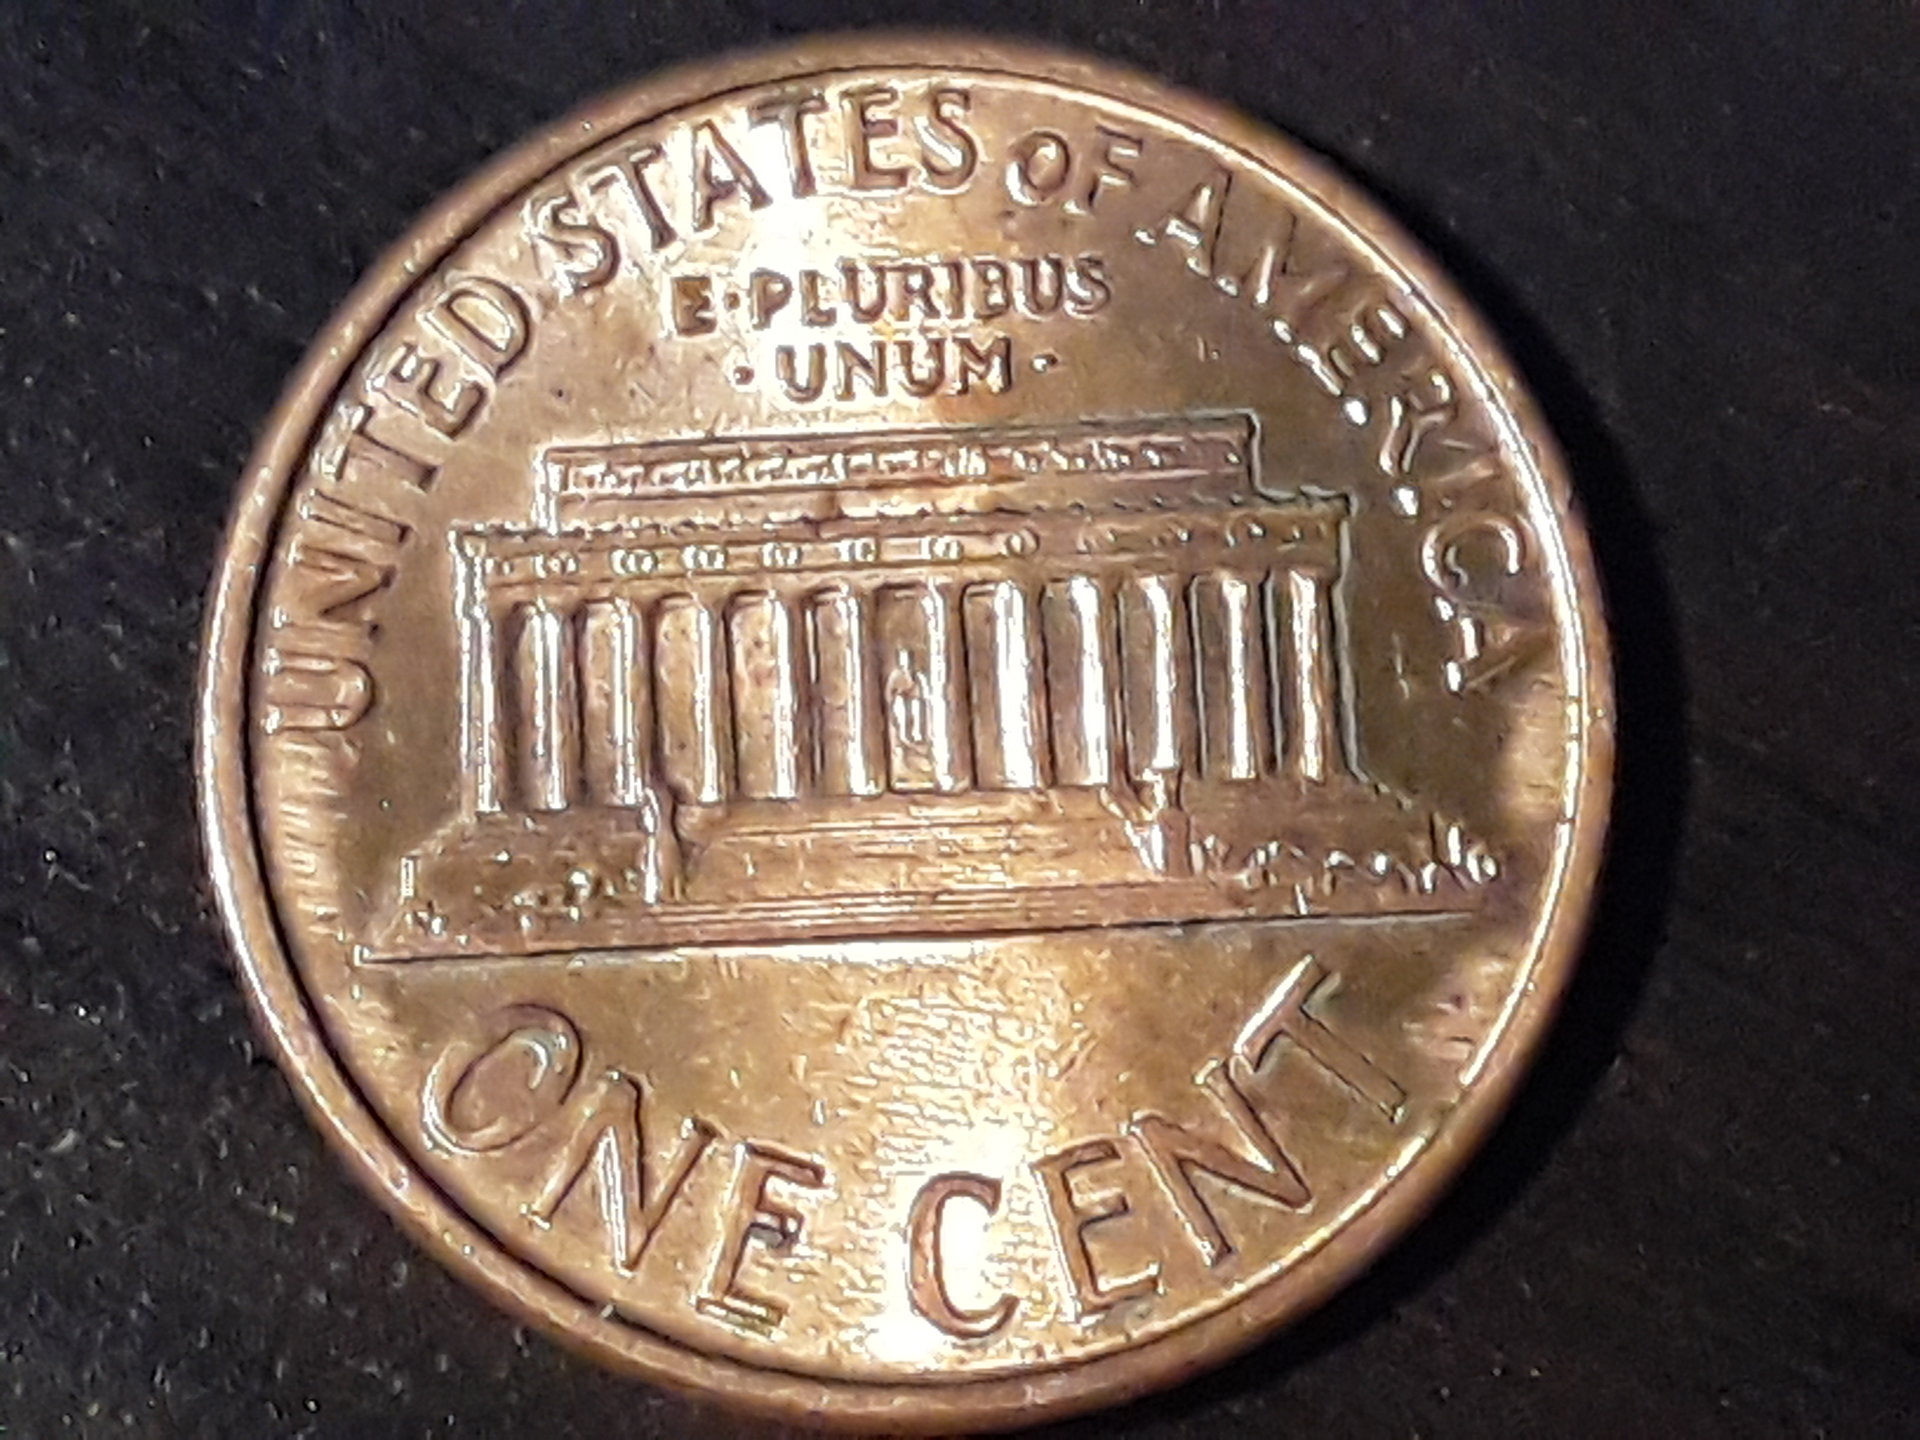 UNITED STATES OF AMERICA
E·PLURIBUS
·UNUM·
ONE CENT